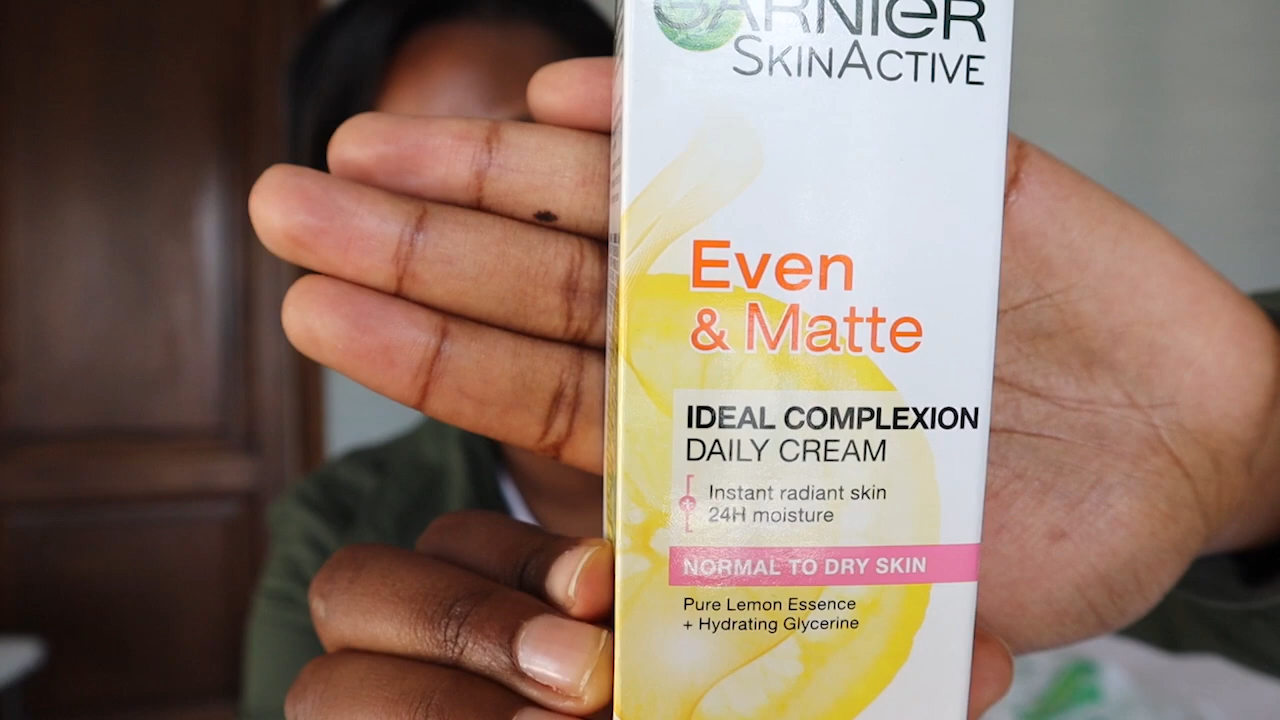 GARNIER
SKINACTIVE
Even
& Matte
IDEAL COMPLEXION
DAILY CREAM
Instant radiant skin
+
24H moisture
NORMAL TO DRY SKIN
Pure Lemon Essence
+ Hydrating Glycerine